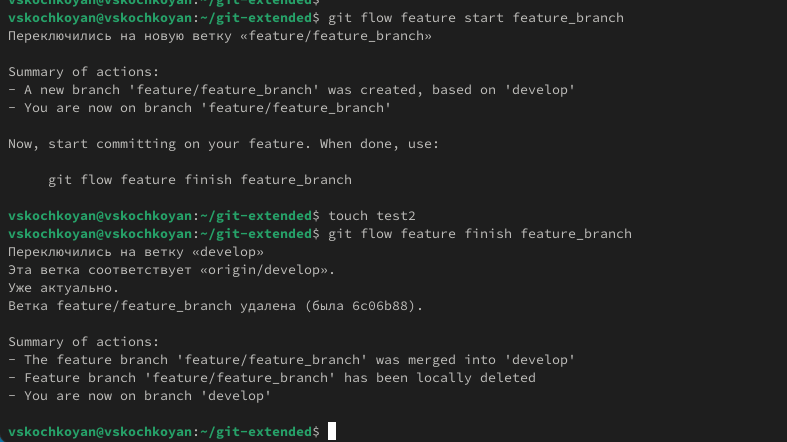 vskochkoyan@vskochkoyan:~/git-extended$
vskochkoyan@vskochkoyan:~/git-extended$ git flow feature start feature_branch
Переключились на новую ветку «feature/feature_branch»
Summary of actions:
- A new branch 'feature/feature_branch' was created, based on 'develop'
- You are now on branch 'feature/feature_branch'
Now, start committing on your feature. When done, use:
git flow feature finish feature_branch
vskochkoyan@vskochkoyan:~/git-extended$ touch test2
vskochkoyan@vskochkoyan:~/git-extended$ git flow feature finish feature_branch
Переключились на ветку «develop»
Эта ветка соответствует «origin/develop».
Уже актуально.
Ветка feature/feature_branch удалена (была 6c06b88).
Summary of actions:
- The feature branch 'feature/feature_branch' was merged into 'develop'
- Feature branch 'feature/feature_branch' has been locally deleted
- You are now on branch 'develop'
vskochkoyan@vskochkoyan:~/git-extended$